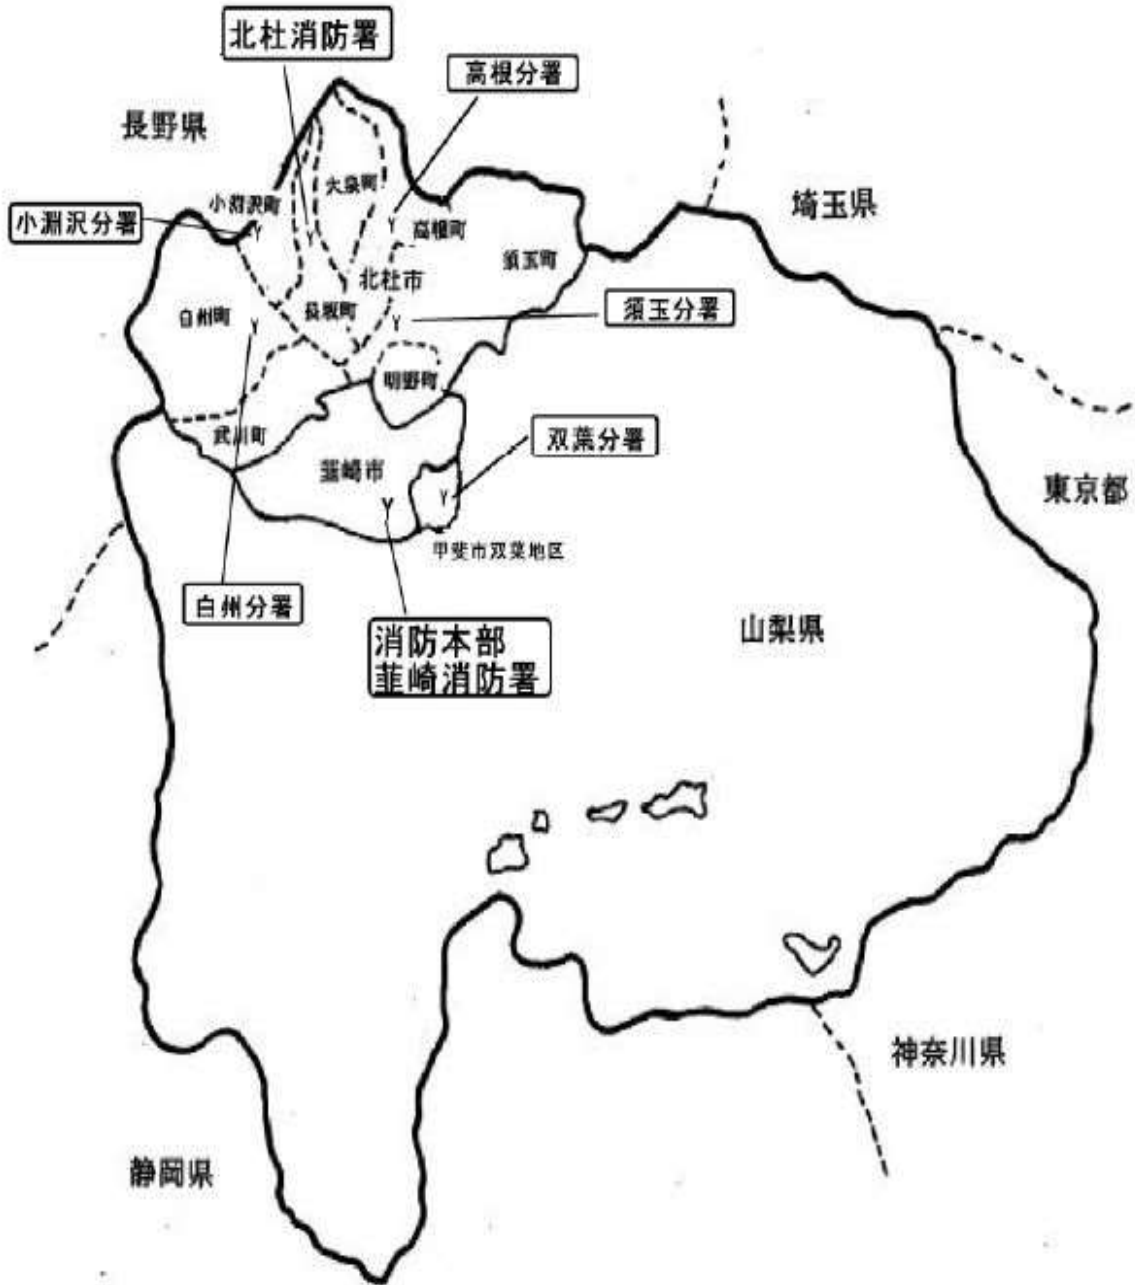 北杜消防署
高根分署
長野県
埼玉県
大泉町
小淵沢町
小淵沢分署
高根町
須玉町
北杜市
白州町
長坂町
須玉分署
明野町
武川町
双葉分署
韮崎市
東京都
甲斐市双葉地区
白州分署
山梨県
消防本部
韮崎消防署
神奈川県
静岡県